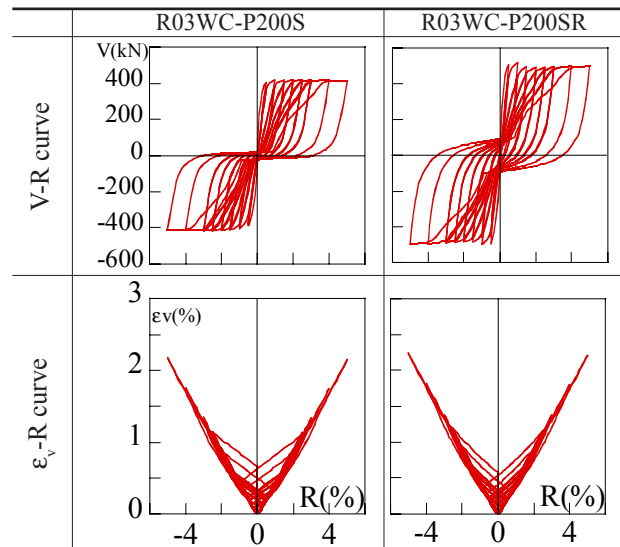 R03WC-P200S R03WC-P200SR
V(kN)
400
200
0
-200
-400
-600
V-R curve
3
εv(%)
2
1
0
R(%) R(%)
-4 0 4 -4 0 4
εv-R curve